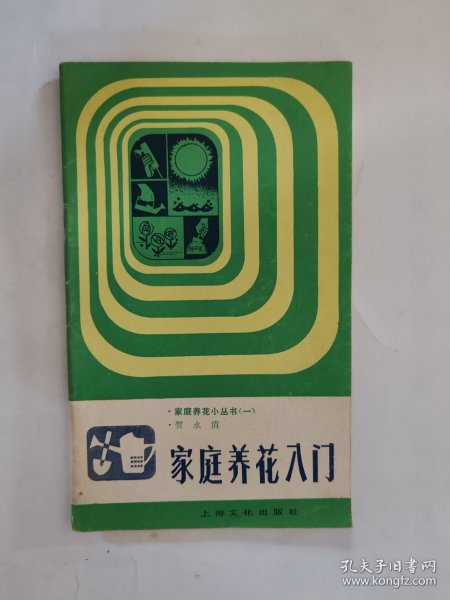 N·P·K
·家庭养花小丛书(一)
·贺永清
家庭养花入门
上海文化出版社
孔夫子旧书网
www.kongfz.com